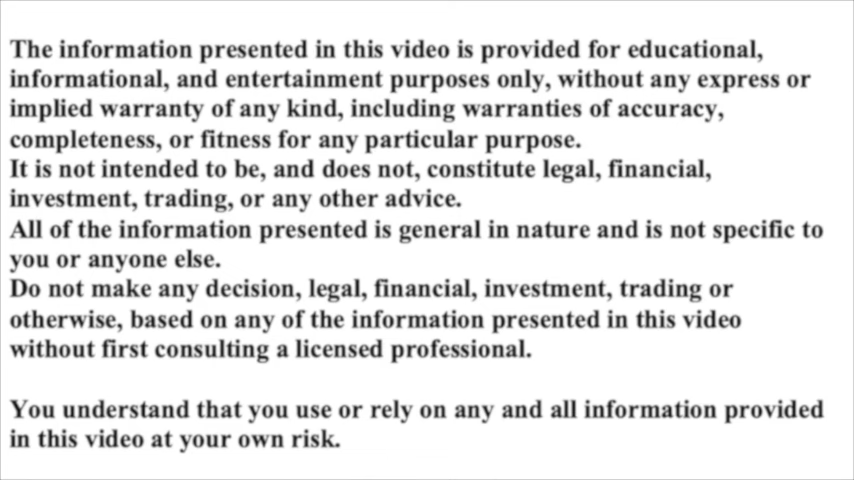 The information presented in this video is provided for educational,
informational, and entertainment purposes only, without any express or
implied warranty of any kind, including warranties of accuracy,
completeness, or fitness for any particular purpose.
It is not intended to be, and does not, constitute legal, financial,
investment, trading, or any other advice.
All of the information presented is general in nature and is not specific to
you or anyone else.
Do not make any decision, legal, financial, investment, trading or
otherwise, based on any of the information presented in this video
without first consulting a licensed professional.
You understand that you use or rely on any and all information provided
in this video at your own risk.